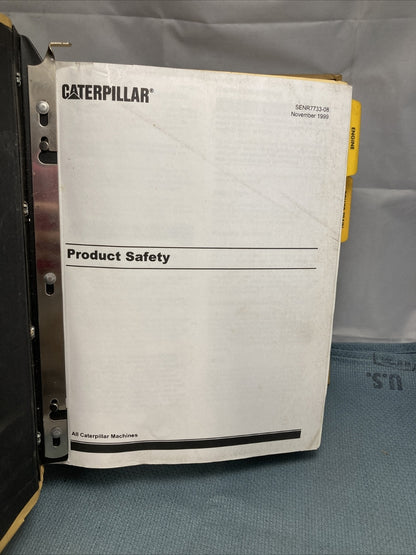 CATERPILLAR®
SENR7733-08
November 1999
ENGINE
Product Safety
U.S.
All Caterpillar Machines